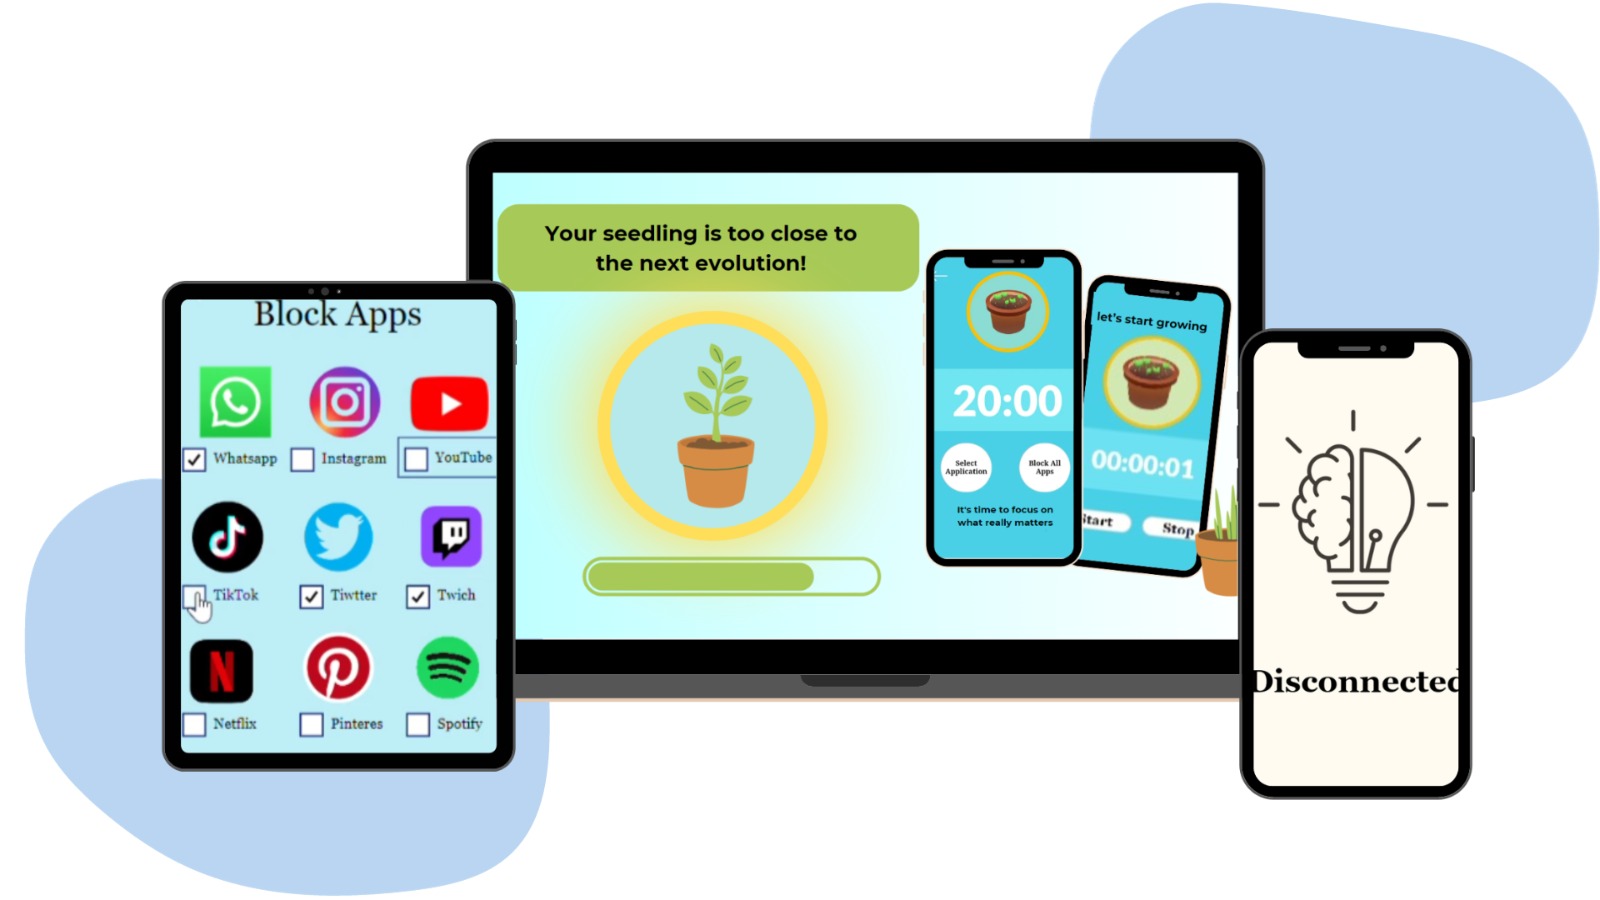 Block Apps
Whatsapp
Instagram
YouTube
TikTok
Tiwtter
Twich
Netflix
Pinteres
Spotify
Your seedling is too close to
the next evolution!
20:00
Select
Application
Block All
Apps
It's time to focus on
what really matters
let's start growing
00:00:01
Start
Stop
Disconnected